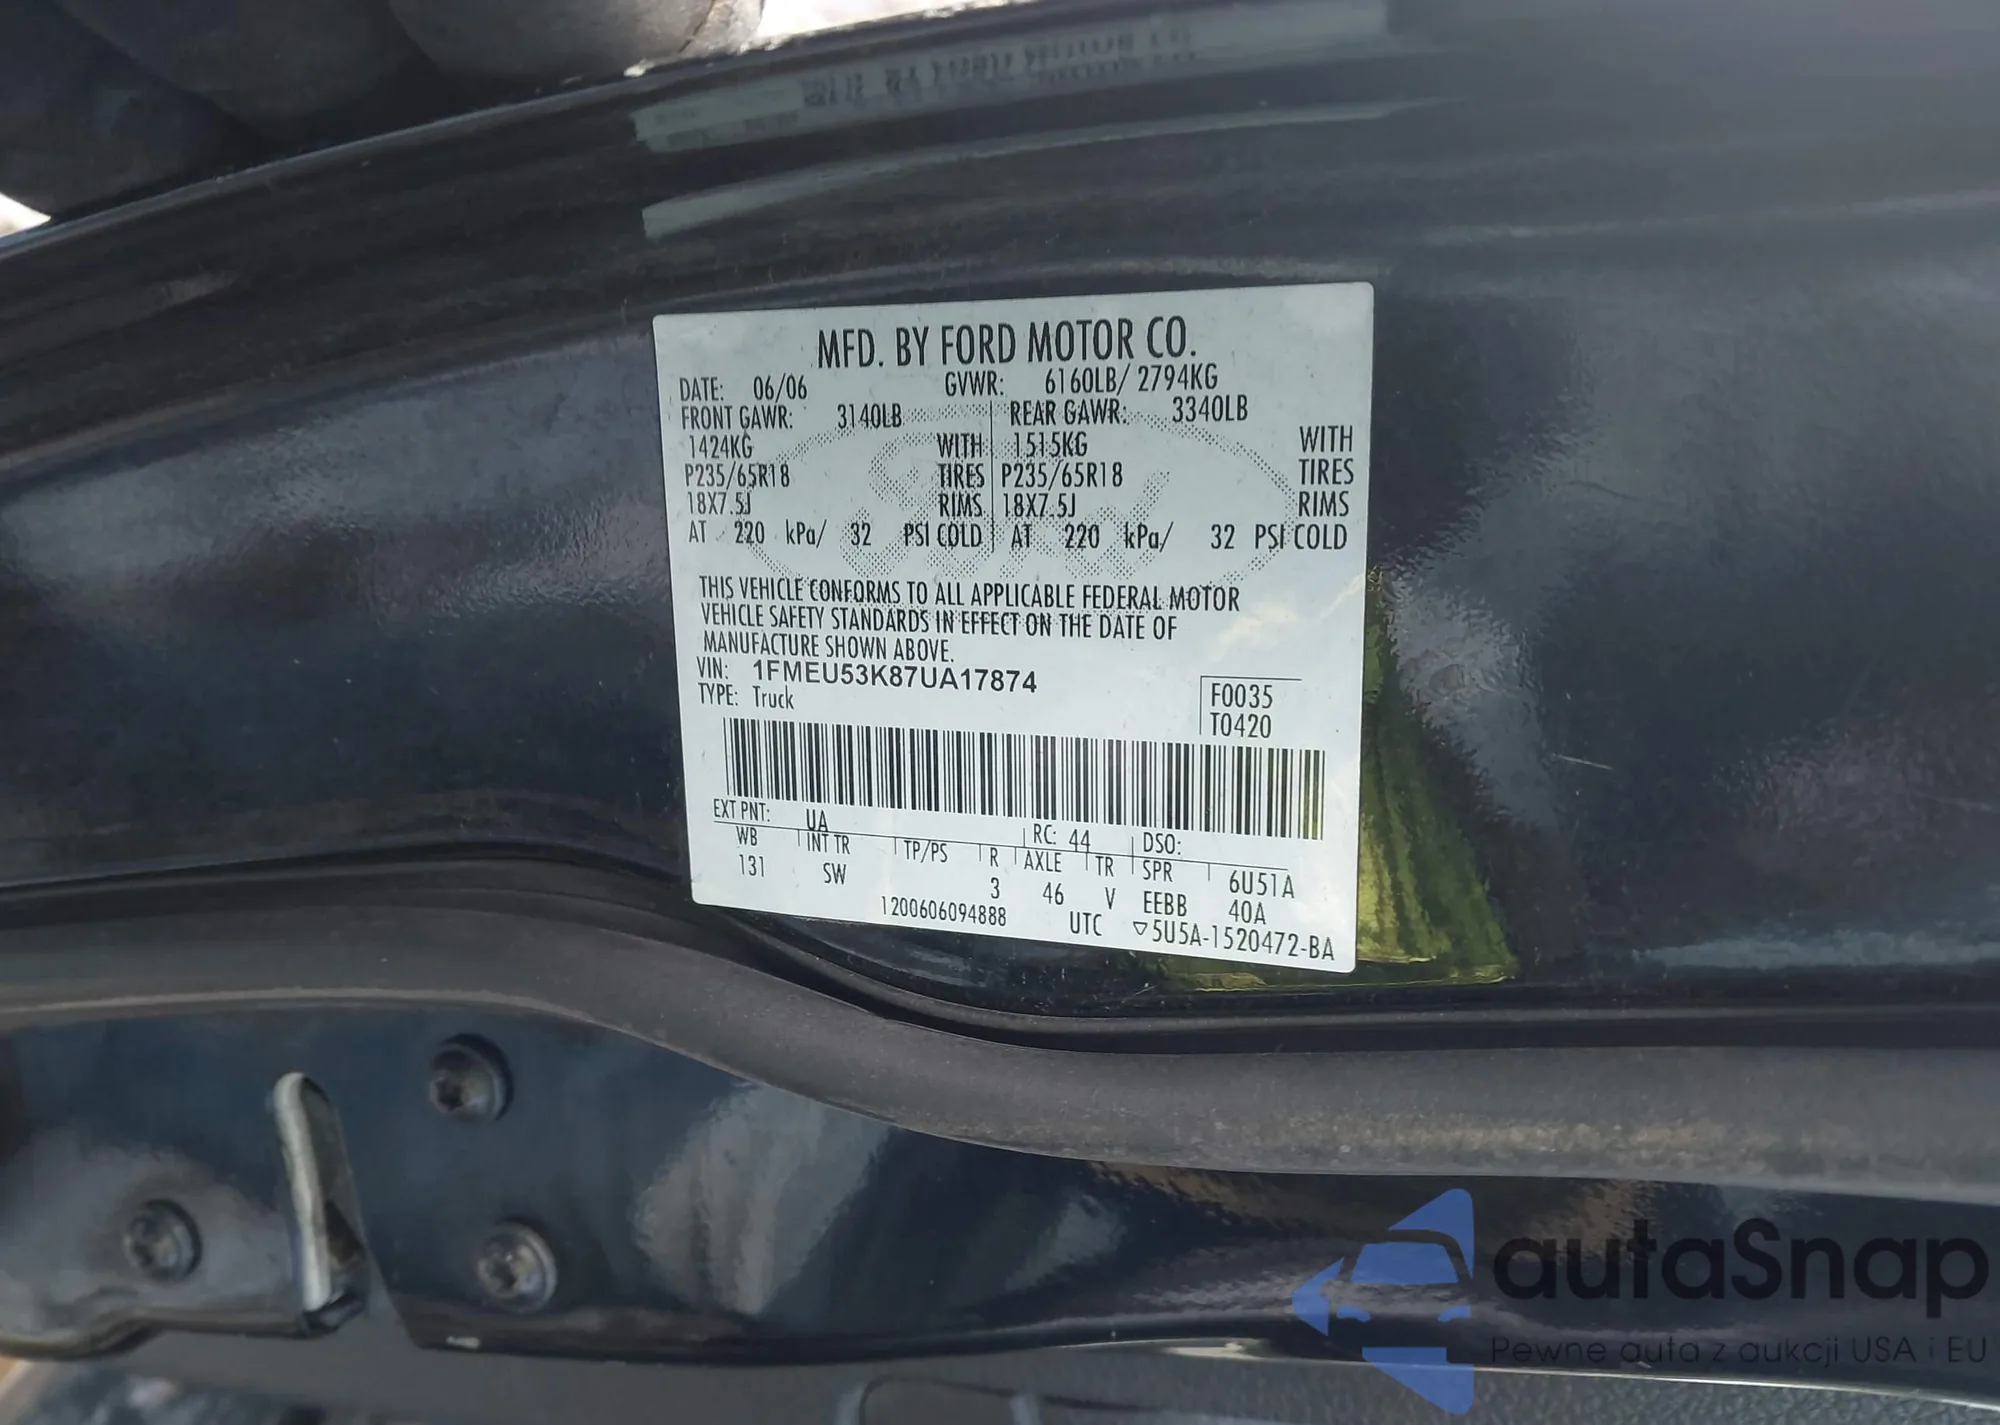 MFD. BY FORD MOTOR CO.
DATE: 06/06 GVWR: 6160LB/ 2794KG
FRONT GAWR: 3140LB REAR GAWR: 3340LB
1424KG WITH 1515KG WITH
P235/65R18 TIRES P235/65R18 TIRES
18X7.5J RIMS 18X7.5J RIMS
AT 220 kPa/ 32 PSI COLD AT 220 kPa/ 32 PSI COLD
THIS VEHICLE CONFORMS TO ALL APPLICABLE FEDERAL MOTOR
VEHICLE SAFETY STANDARDS IN EFFECT ON THE DATE OF
MANUFACTURE SHOWN ABOVE.
VIN: 1FMEU53K87UA17874
TYPE: Truck
F0035
T0420
EXT PNT: UA RC: 44 DSO:
WB INT TR TP/PS R AXLE TR SPR 6U51A
131 SW 3 46 V EEBB 40A
1200606094888 UTC ▽5U5A-1520472-BA
autaSnap
Pewne auta z aukcji USA i EU